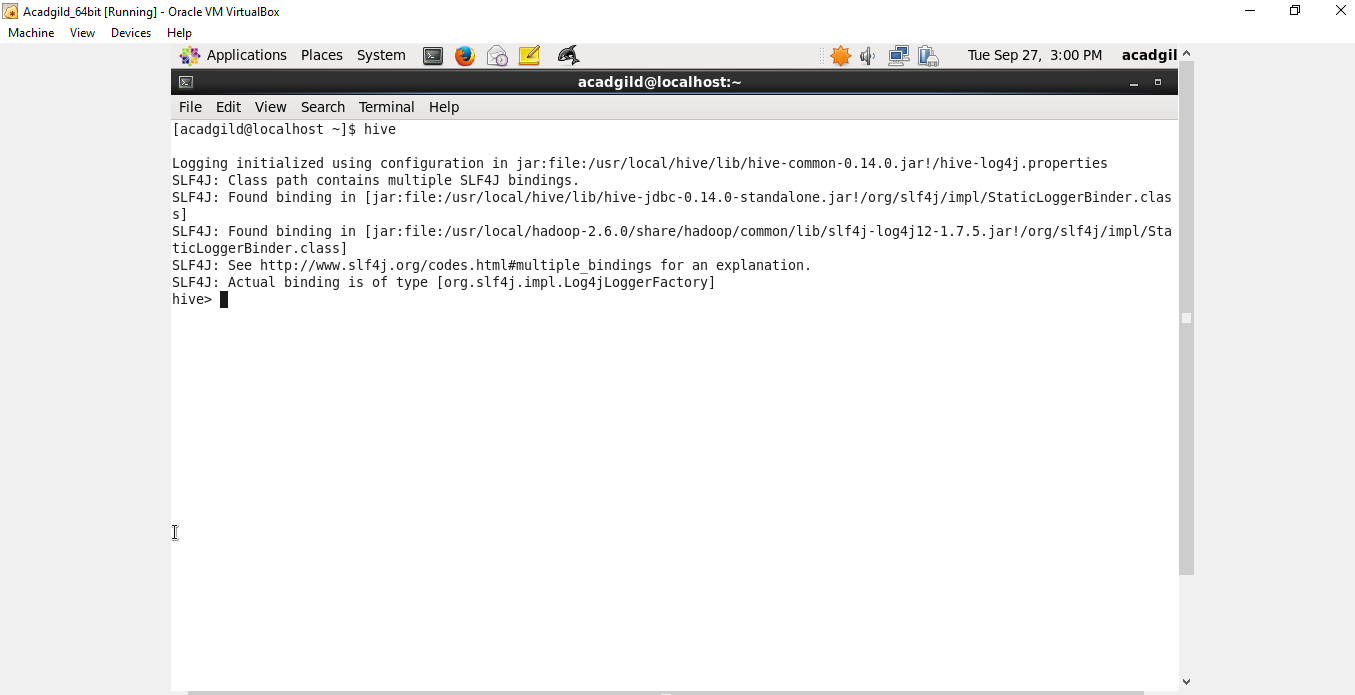 Acadgild_64bit [Running] - Oracle VM VirtualBox
Machine View Devices Help
Applications Places System Tue Sep 27, 3:00 PM acadgil
acadgild@localhost:~
File Edit View Search Terminal Help
[acadgild@localhost ~]$ hive
Logging initialized using configuration in jar:file:/usr/local/hive/lib/hive-common-0.14.0.jar!/hive-log4j.properties
SLF4J: Class path contains multiple SLF4J bindings.
SLF4J: Found binding in [jar:file:/usr/local/hive/lib/hive-jdbc-0.14.0-standalone.jar!/org/slf4j/impl/StaticLoggerBinder.clas
s]
SLF4J: Found binding in [jar:file:/usr/local/hadoop-2.6.0/share/hadoop/common/lib/slf4j-log4j12-1.7.5.jar!/org/slf4j/impl/Sta
ticLoggerBinder.class]
SLF4J: See http://www.slf4j.org/codes.html#multiple_bindings for an explanation.
SLF4J: Actual binding is of type [org.slf4j.impl.Log4jLoggerFactory]
hive>